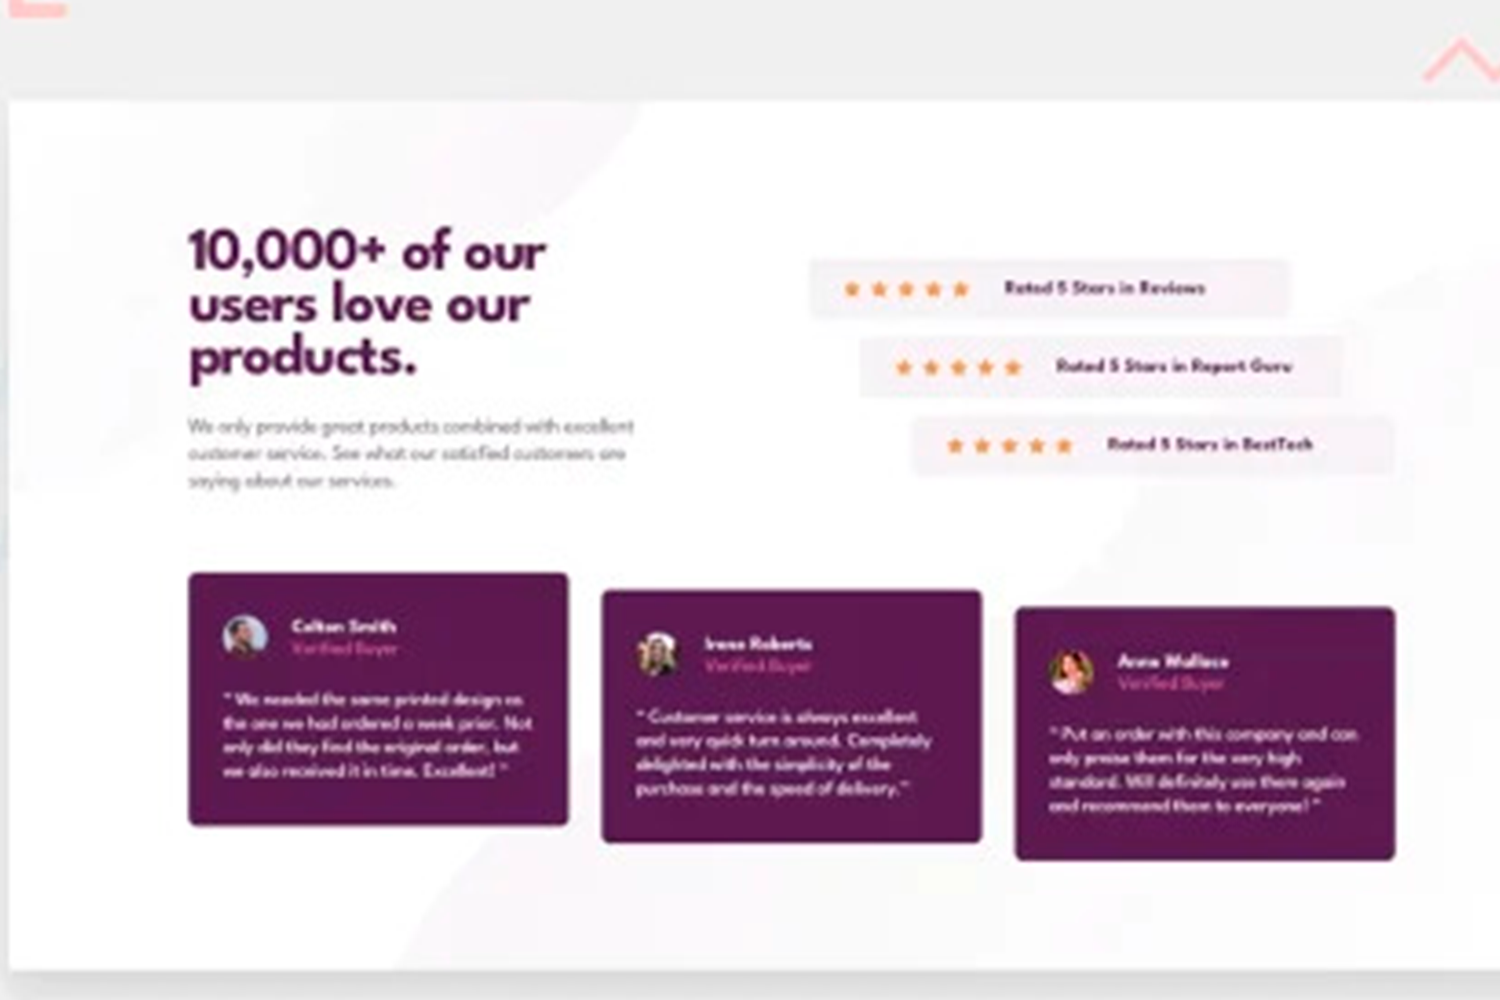 10,000+ of our
users love our
products.
We only provide great products combined with excellent
customer service. See what our satisfied customers are
saying about our services.
Rated 5 Stars in Reviews
Rated 5 Stars in Report Guru
Rated 5 Stars in BestTech
Colton Smith
Verified Buyer
" We needed the same printed design as
the one we had ordered a week prior. Not
only did they find the original order, but
we also received it in time. Excellent! "
Irene Roberts
Verified Buyer
" Customer service is always excellent
and very quick turn around. Completely
delighted with the simplicity of the
purchase and the speed of delivery."
Anne Wallace
Verified Buyer
" Put an order with this company and can
only praise them for the very high
standard. Will definitely use them again
and recommend them to everyone! "